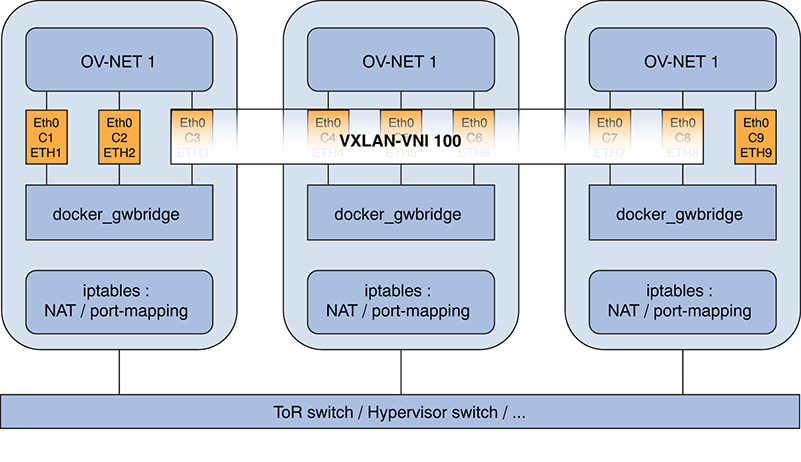 OV-NET 1
OV-NET 1
OV-NET 1
Eth0
C1
ETH1
Eth0
C2
ETH2
Eth0
C3
ETH3
Eth0
C4
ETH4
Eth0
ETH5
Eth0
C6
ETH6
Eth0
C7
ETH7
Eth0
C8
ETH8
Eth0
C9
ETH9
VXLAN-VNI 100
docker_gwbridge
docker_gwbridge
docker_gwbridge
iptables :
NAT / port-mapping
iptables :
NAT / port-mapping
iptables :
NAT / port-mapping
ToR switch / Hypervisor switch / ...